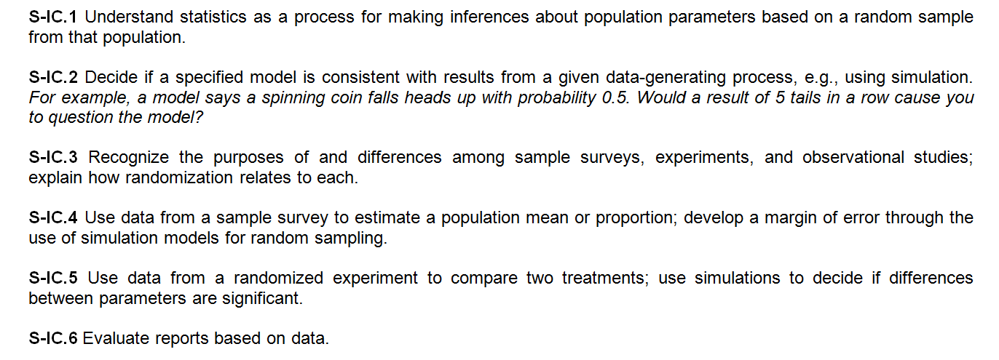 S-IC.1 Understand statistics as a process for making inferences about population parameters based on a random sample
from that population.
S-IC.2 Decide if a specified model is consistent with results from a given data-generating process, e.g., using simulation.
For example, a model says a spinning coin falls heads up with probability 0.5. Would a result of 5 tails in a row cause you
to question the model?
S-IC.3 Recognize the purposes of and differences among sample surveys, experiments, and observational studies;
explain how randomization relates to each.
S-IC.4 Use data from a sample survey to estimate a population mean or proportion; develop a margin of error through the
use of simulation models for random sampling.
S-IC.5 Use data from a randomized experiment to compare two treatments; use simulations to decide if differences
between parameters are significant.
S-IC.6 Evaluate reports based on data.